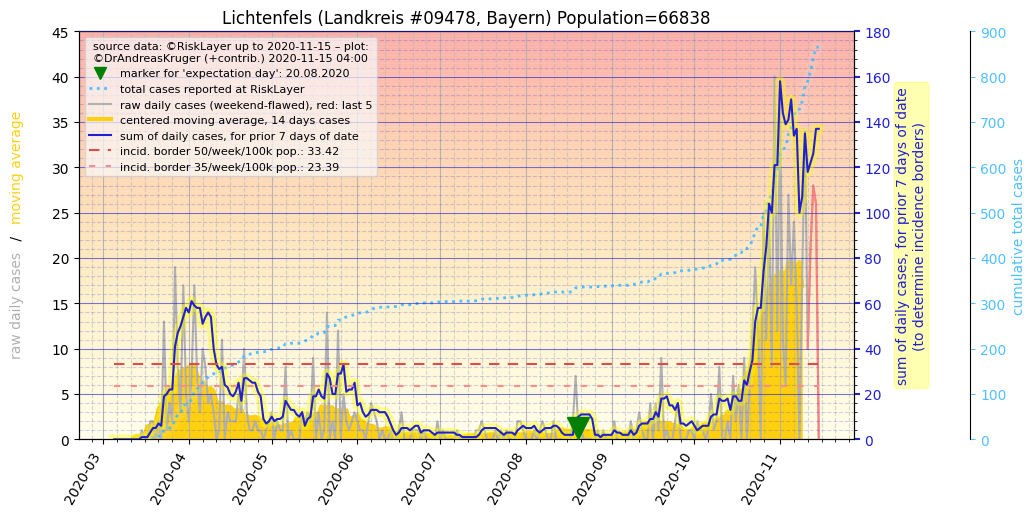 Lichtenfels (Landkreis #09478, Bayern) Population=66838
source data: ©RiskLayer up to 2020-11-15 – plot:
©DrAndreasKruger (+contrib.) 2020-11-15 04:00
marker for 'expectation day': 20.08.2020
total cases reported at RiskLayer
raw daily cases (weekend-flawed), red: last 5
centered moving average, 14 days cases
sum of daily cases, for prior 7 days of date
incid. border 50/week/100k pop.: 33.42
incid. border 35/week/100k pop.: 23.39
raw daily cases / moving average
45
40
35
30
25
20
15
10
5
0
2020-03
2020-04
2020-05
2020-06
2020-07
2020-08
2020-09
2020-10
2020-11
180
160
140
120
100
80
60
40
20
0
sum of daily cases, for prior 7 days of date
(to determine incidence borders)
900
800
700
600
500
400
300
200
100
0
cumulative total cases